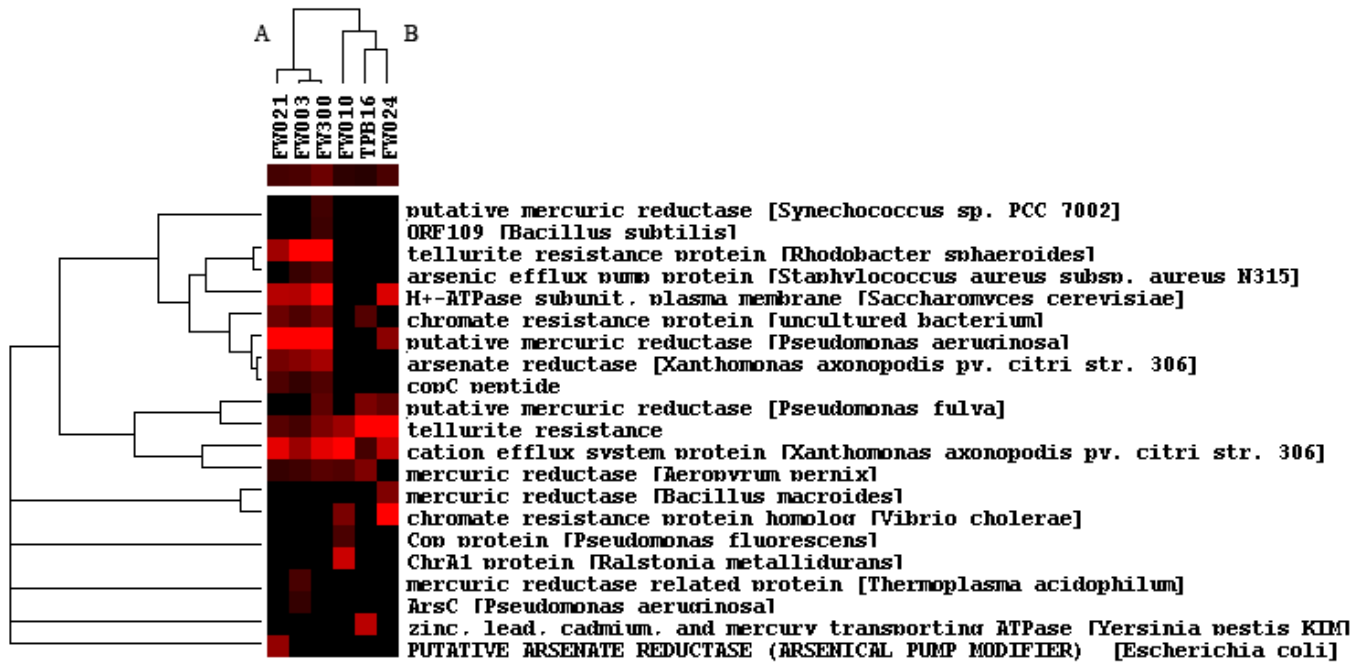 A B
FW021
FW003
FW300
FW010
TPB16
FW024
putative mercuric reductase [Synechococcus sp. PCC 7002]
ORF109 [Bacillus subtilis]
tellurite resistance protein [Rhodobacter sphaeroides]
arsenic efflux pump protein [Staphylococcus aureus subsp. aureus N315]
H+-ATPase subunit, plasma membrane [Saccharomyces cerevisiae]
chromate resistance protein [uncultured bacterium]
putative mercuric reductase [Pseudomonas aeruginosa]
arsenate reductase [Xanthomonas axonopodis pv. citri str. 306]
copC peptide
putative mercuric reductase [Pseudomonas fulva]
tellurite resistance
cation efflux system protein [Xanthomonas axonopodis pv. citri str. 306]
mercuric reductase [Aeropyrum pernix]
mercuric reductase [Bacillus macroides]
chromate resistance protein homolog [Vibrio cholerae]
Cop protein [Pseudomonas fluorescens]
ChrA1 protein [Ralstonia metallidurans]
mercuric reductase related protein [Thermoplasma acidophilum]
ArsC [Pseudomonas aeruginosa]
zinc, lead, cadmium, and mercury transporting ATPase [Yersinia pestis KIM]
PUTATIVE ARSENATE REDUCTASE (ARSENICAL PUMP MODIFIER) [Escherichia coli]